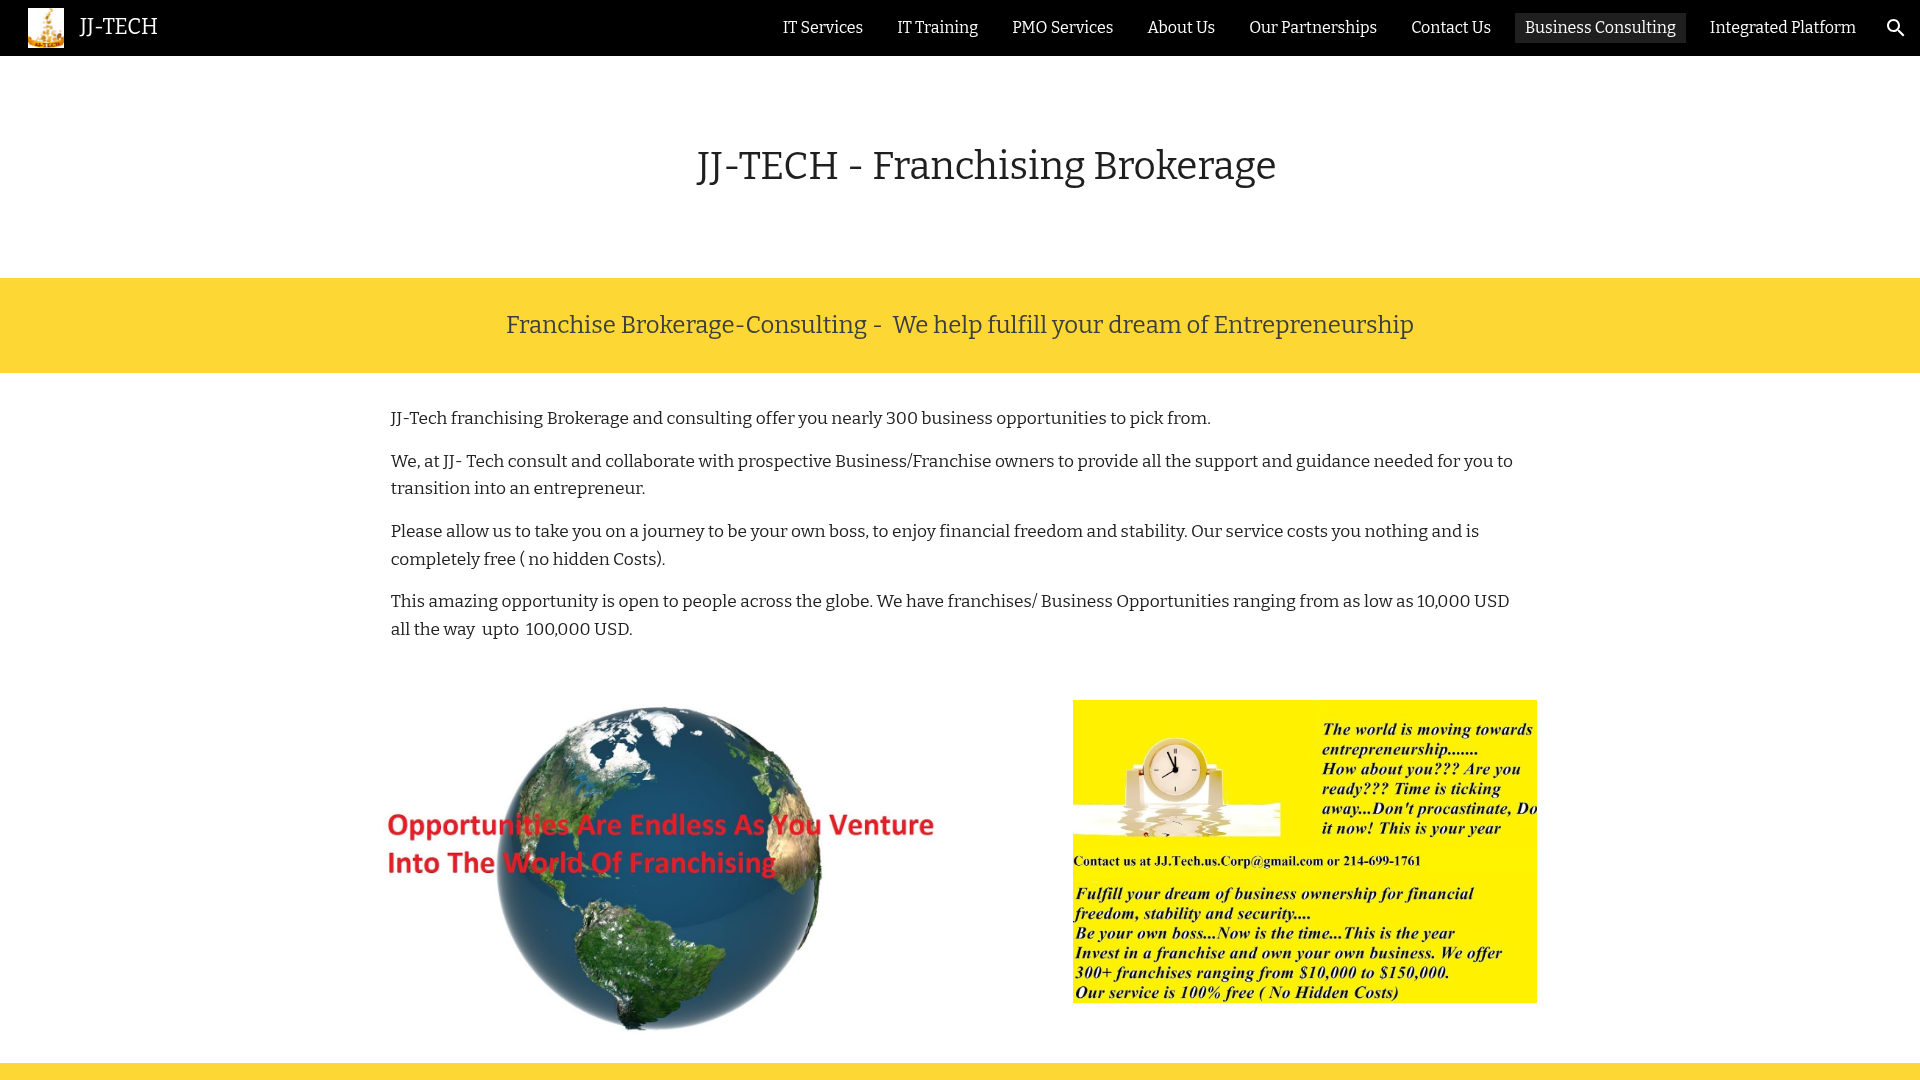 JJ-TECH
IT Services
IT Training
PMO Services
About Us
Our Partnerships
Contact Us
Business Consulting
Integrated Platform
JJ-TECH - Franchising Brokerage
Franchise Brokerage-Consulting - We help fulfill your dream of Entrepreneurship
JJ-Tech franchising Brokerage and consulting offer you nearly 300 business opportunities to pick from.
We, at JJ- Tech consult and collaborate with prospective Business/Franchise owners to provide all the support and guidance needed for you to
transition into an entrepreneur.
Please allow us to take you on a journey to be your own boss, to enjoy financial freedom and stability. Our service costs you nothing and is
completely free ( no hidden Costs).
This amazing opportunity is open to people across the globe. We have franchises/ Business Opportunities ranging from as low as 10,000 USD
all the way upto 100,000 USD.
Opportunities Are Endless As You Venture
Into The World Of Franchising
The world is moving towards
entrepreneurship.......
How about you??? Are you
ready??? Time is ticking
away...Don't procastinate, Do
it now! This is your year
Contact us at JJ.Tech.us.Corp@gmail.com or 214-699-1761
Fulfill your dream of business ownership for financial
freedom, stability and security....
Be your own boss...Now is the time...This is the year
Invest in a franchise and own your own business. We offer
300+ franchises ranging from $10,000 to $150,000.
Our service is 100% free ( No Hidden Costs)